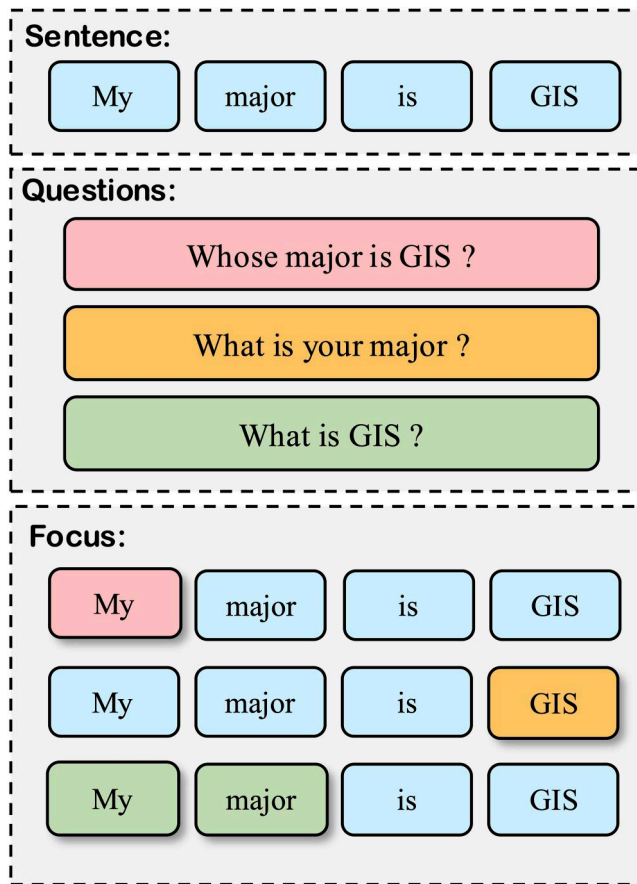 Sentence:
My major is GIS
Questions:
Whose major is GIS ?
What is your major ?
What is GIS ?
Focus:
My major is GIS
My major is GIS
My major is GIS